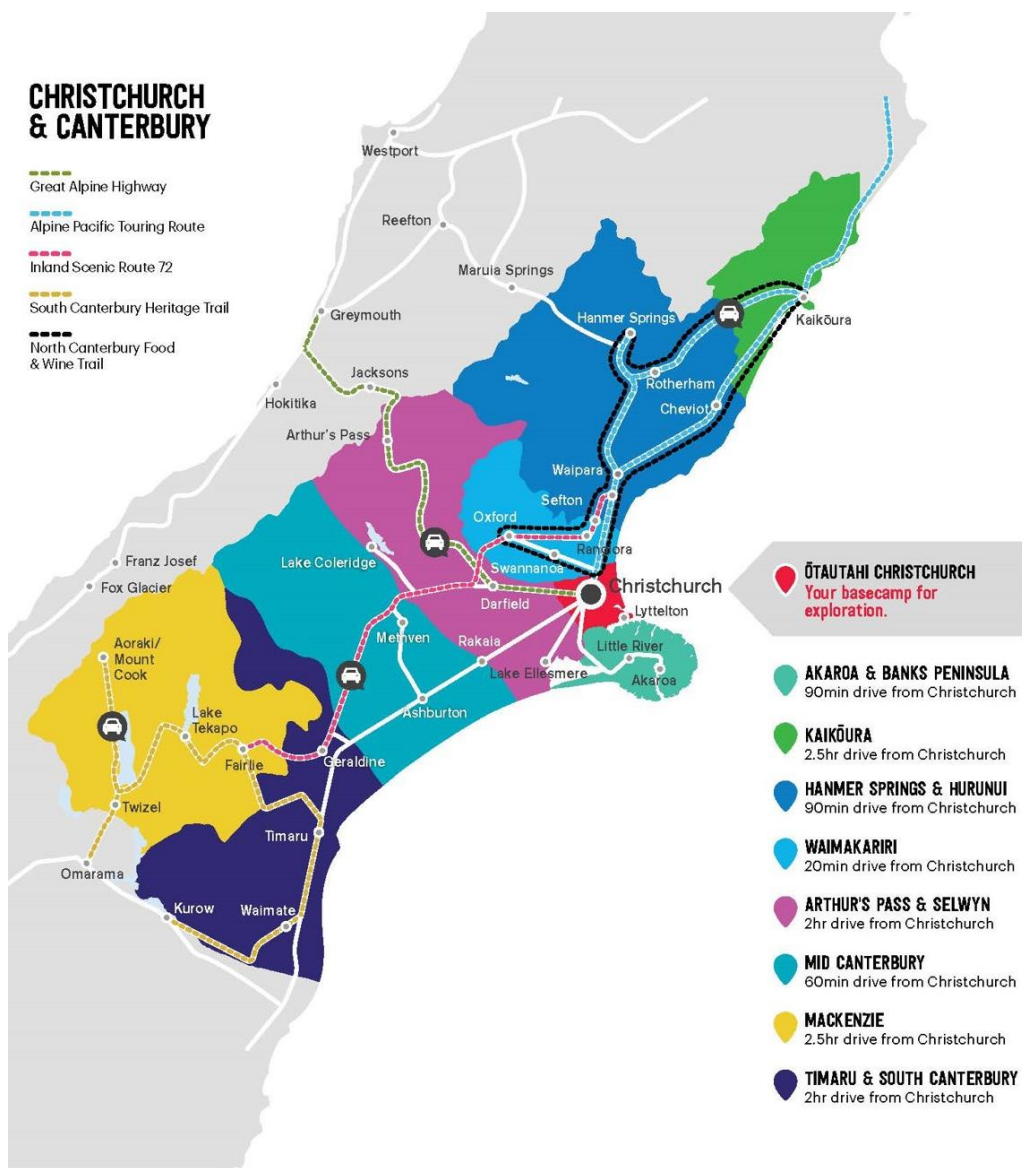 CHRISTCHURCH
& CANTERBURY
Great Alpine Highway
Alpine Pacific Touring Route
Inland Scenic Route 72
South Canterbury Heritage Trail
North Canterbury Food
& Wine Trail
Westport
Reefton
Maruia Springs
Greymouth
Hanmer Springs
Kaikōura
Jacksons
Rotherham
Hokitika
Cheviot
Arthur's Pass
Waipara
Sefton
Oxford
Rangiora
Lake Coleridge
Swannanoa
Franz Josef
Fox Glacier
Christchurch
Darfield
Lyttelton
Methven
Rakaia
Little River
Aoraki/
Mount
Cook
Lake Ellesmere
Akaroa
Ashburton
Lake
Tekapo
Fairlie
Geraldine
Twizel
Timaru
Omarama
Kurow
Waimate
ŌTAUTAHI CHRISTCHURCH
Your basecamp for
exploration.
AKAROA & BANKS PENINSULA
90min drive from Christchurch
KAIKŌURA
2.5hr drive from Christchurch
HANMER SPRINGS & HURUNUI
90min drive from Christchurch
WAIMAKARIRI
20min drive from Christchurch
ARTHUR'S PASS & SELWYN
2hr drive from Christchurch
MID CANTERBURY
60min drive from Christchurch
MACKENZIE
2.5hr drive from Christchurch
TIMARU & SOUTH CANTERBURY
2hr drive from Christchurch